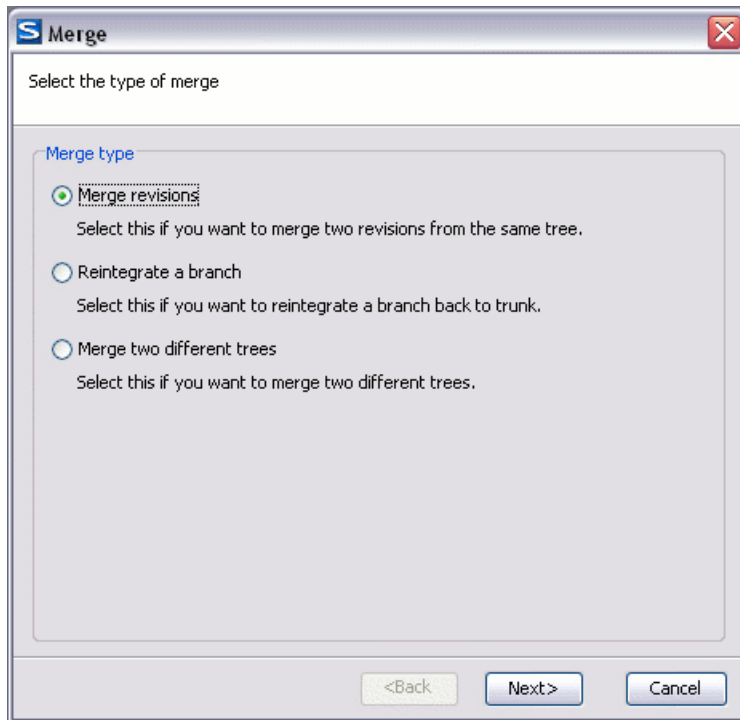 S Merge
Select the type of merge
Merge type
Merge revisions
Select this if you want to merge two revisions from the same tree.
Reintegrate a branch
Select this if you want to reintegrate a branch back to trunk.
Merge two different trees
Select this if you want to merge two different trees.
<Back Next> Cancel